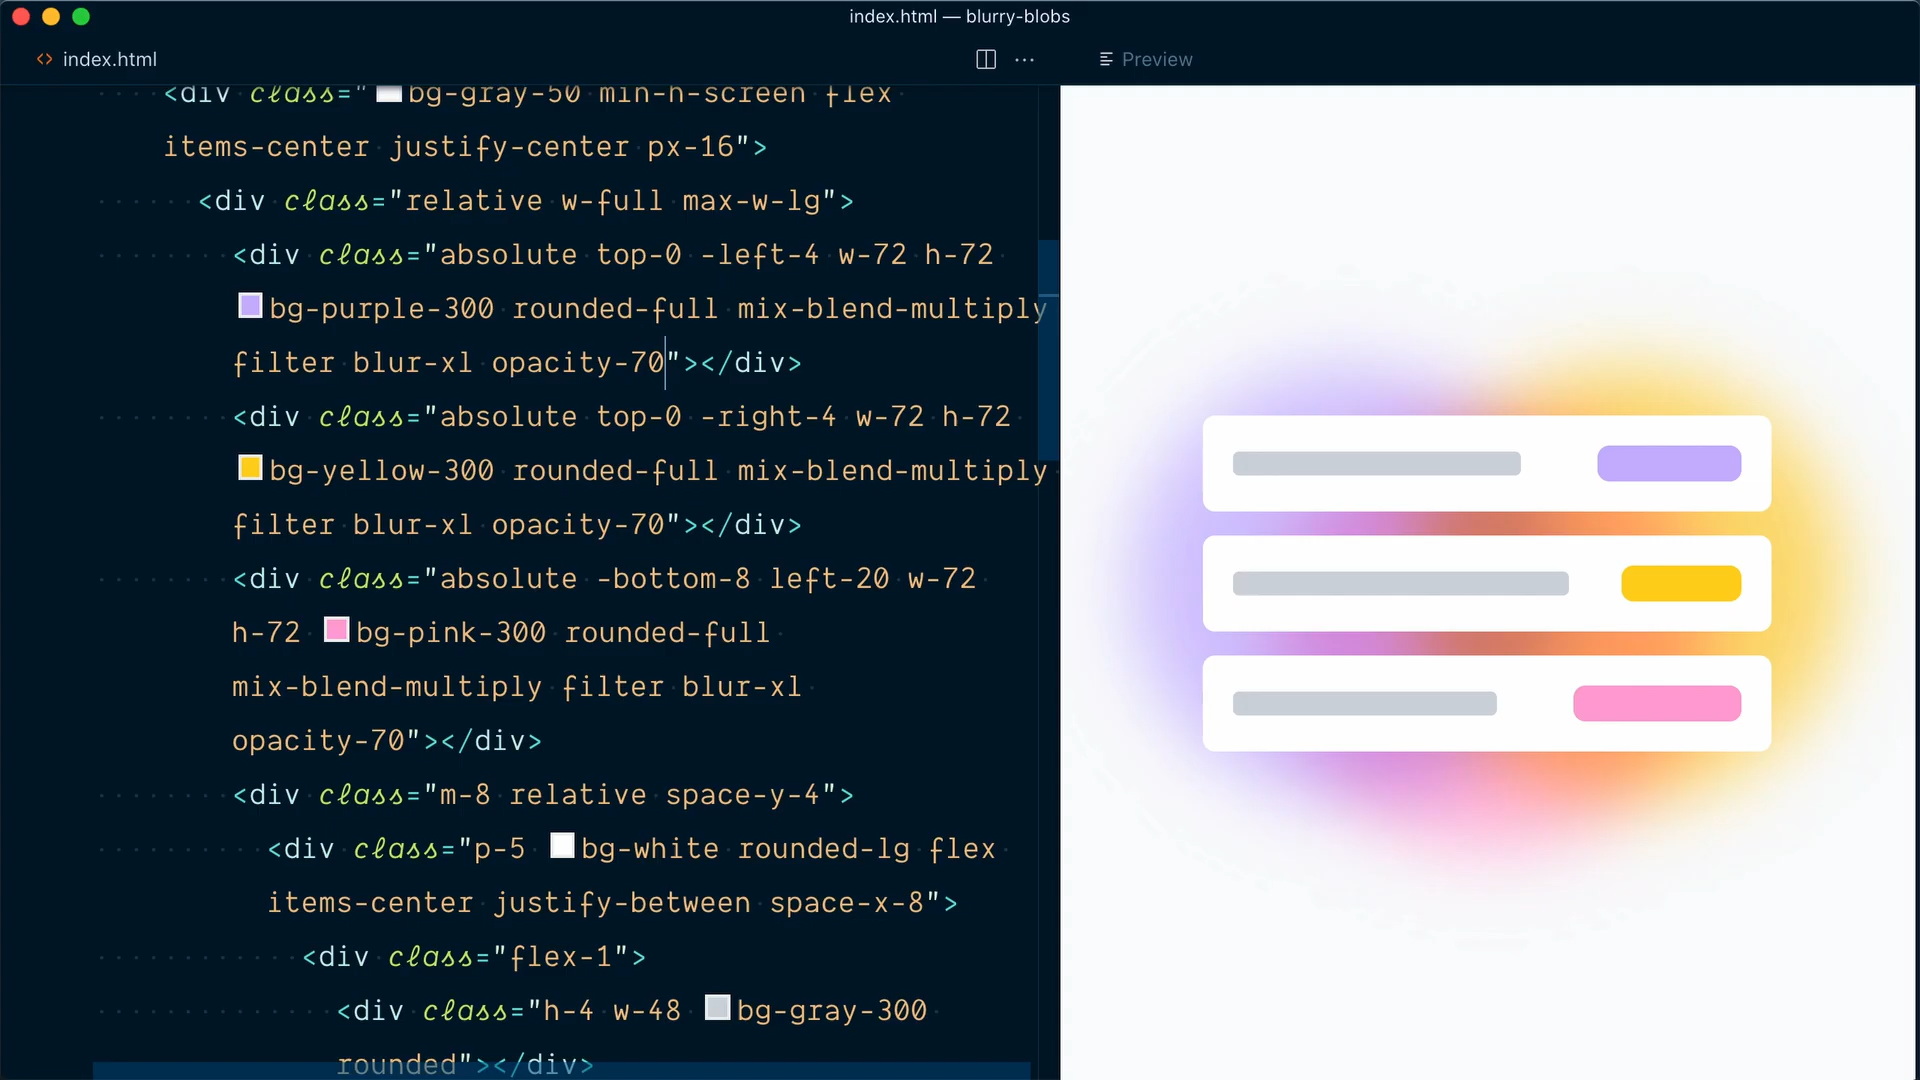 index.html — blurry-blobs
index.html
Preview
<div class="bg-gray-50 min-h-screen flex
items-center justify-center px-16">
<div class="relative w-full max-w-lg">
<div class="absolute top-0 -left-4 w-72 h-72
bg-purple-300 rounded-full mix-blend-multiply
filter blur-xl opacity-70"></div>
<div class="absolute top-0 -right-4 w-72 h-72
bg-yellow-300 rounded-full mix-blend-multiply
filter blur-xl opacity-70"></div>
<div class="absolute -bottom-8 left-20 w-72
h-72 bg-pink-300 rounded-full
mix-blend-multiply filter blur-xl
opacity-70"></div>
<div class="m-8 relative space-y-4">
<div class="p-5 bg-white rounded-lg flex
items-center justify-between space-x-8">
<div class="flex-1">
<div class="h-4 w-48 bg-gray-300
rounded"></div>